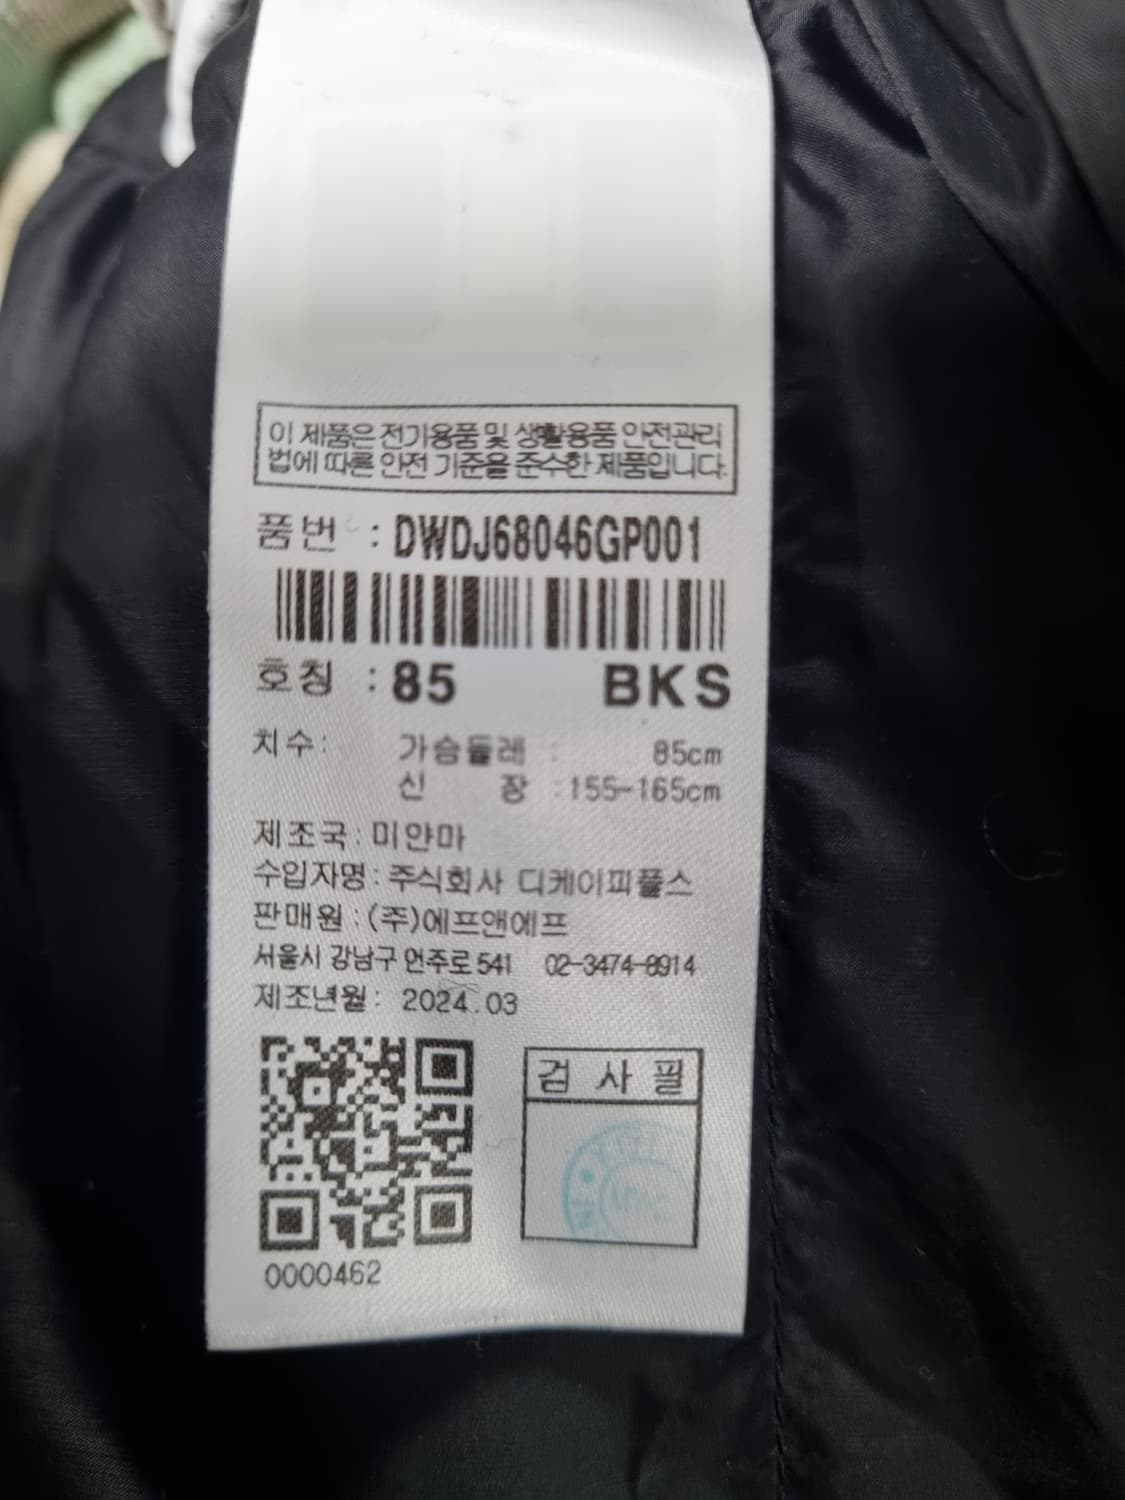 이 제품은 전기용품 및 생활용품 안전관리
법에 따른 안전 기준을 준수한 제품입니다.
품번 : DWDJ68046GP001
호칭 : 85 BKS
치수: 가슴둘레 : 85cm
신 장 : 155-165cm
제조국: 미얀마
수입자명: 주식회사 디케이피플스
판매원 : (주)에프앤에프
서울시 강남구 언주로 541 02-3474-8914
제조년월: 2024.03
검 사 필
0000462